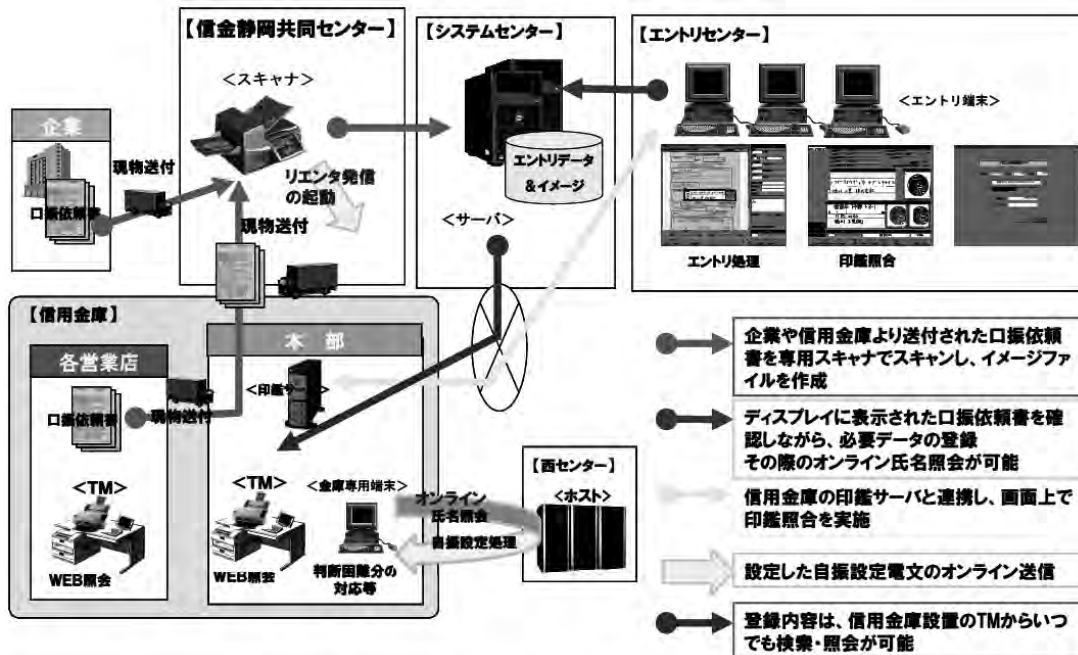 【信金静岡共同センター】
<スキャナ>
リエンタ発信
の起動
【システムセンター】
エントリデータ
&イメージ
<サーバ>
【エントリセンター】
<エントリ端末>
エントリ処理
印鑑照合
企業
口振依頼書
現物送付
現物送付
【信用金庫】
各営業店
口振依頼書
現物送付
<TM>
WEB照会
本部
<印鑑サーバ>
<TM>
WEB照会
<金庫専用端末>
判断困難分の
対応等
オンライン
氏名照会
自振設定処理
【西センター】
<ホスト>
企業や信用金庫より送付された口振依頼
書を専用スキャナでスキャンし、イメージファ
イルを作成
ディスプレイに表示された口振依頼書を確
認しながら、必要データの登録
その際のオンライン氏名照会が可能
信用金庫の印鑑サーバと連携し、画面上で
印鑑照合を実施
設定した自振設定電文のオンライン送信
登録内容は、信用金庫設置のTMからいつ
でも検索・照会が可能